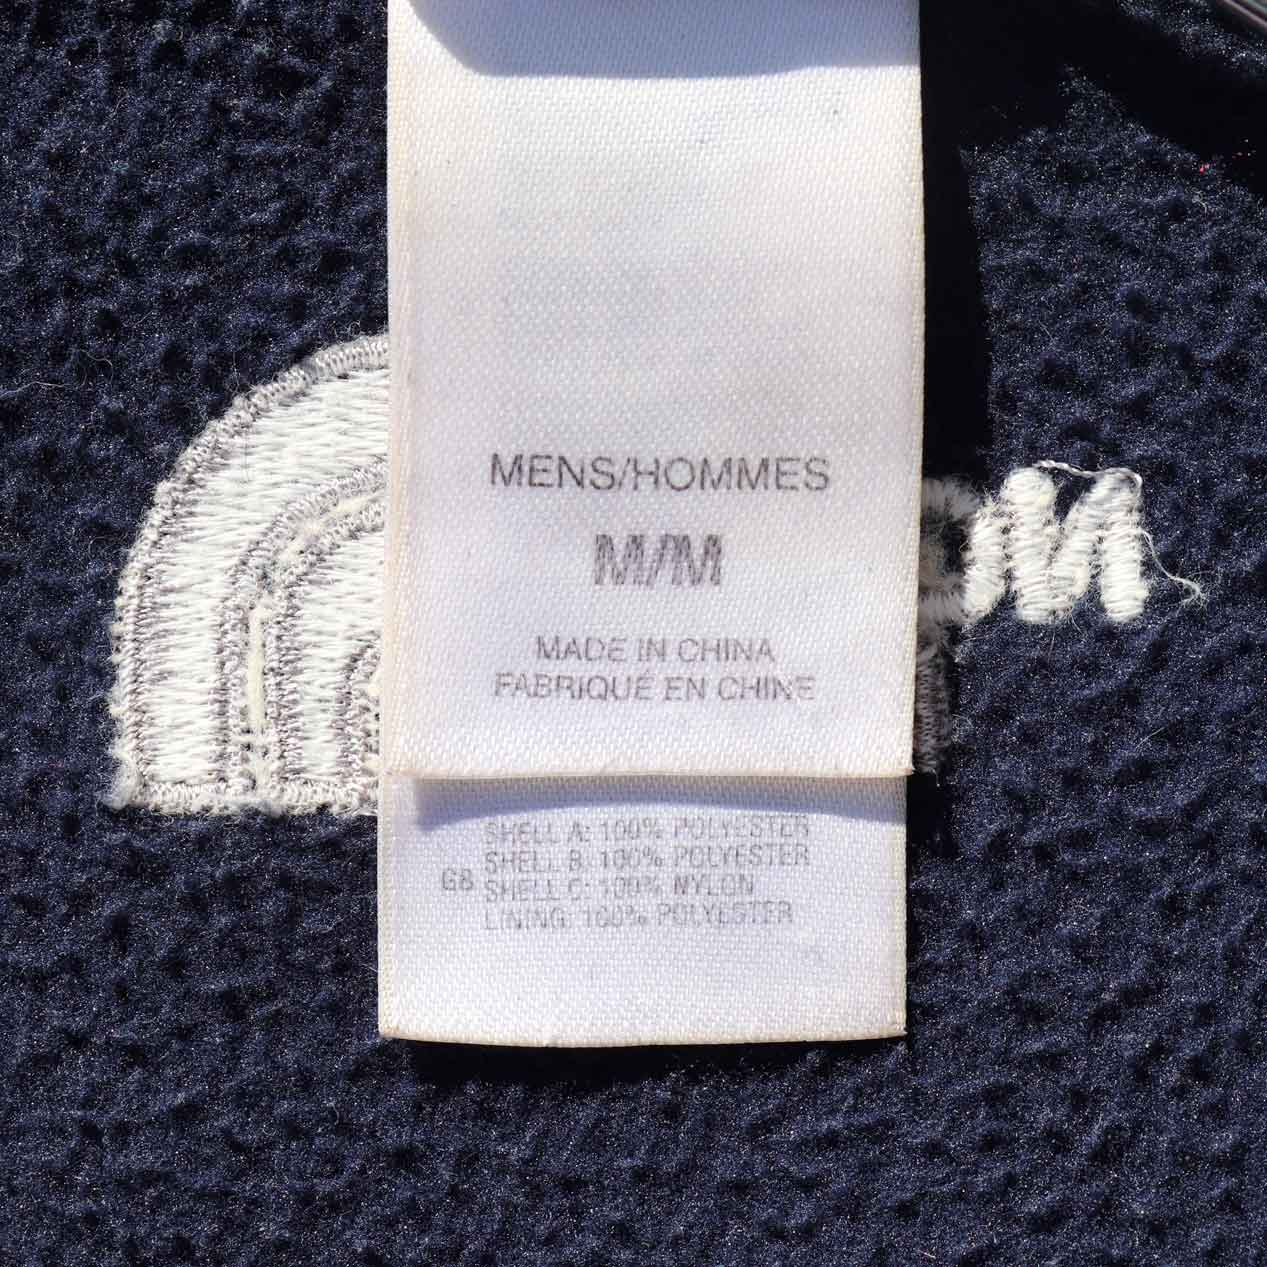 MENS/HOMMES
M/M
MADE IN CHINA
FABRIQUÉ EN CHINE
SHELL A: 100% POLYESTER
SHELL B: 100% POLYESTER
GB SHELL C: 100% NYLON
LINING: 100% POLYESTER
M